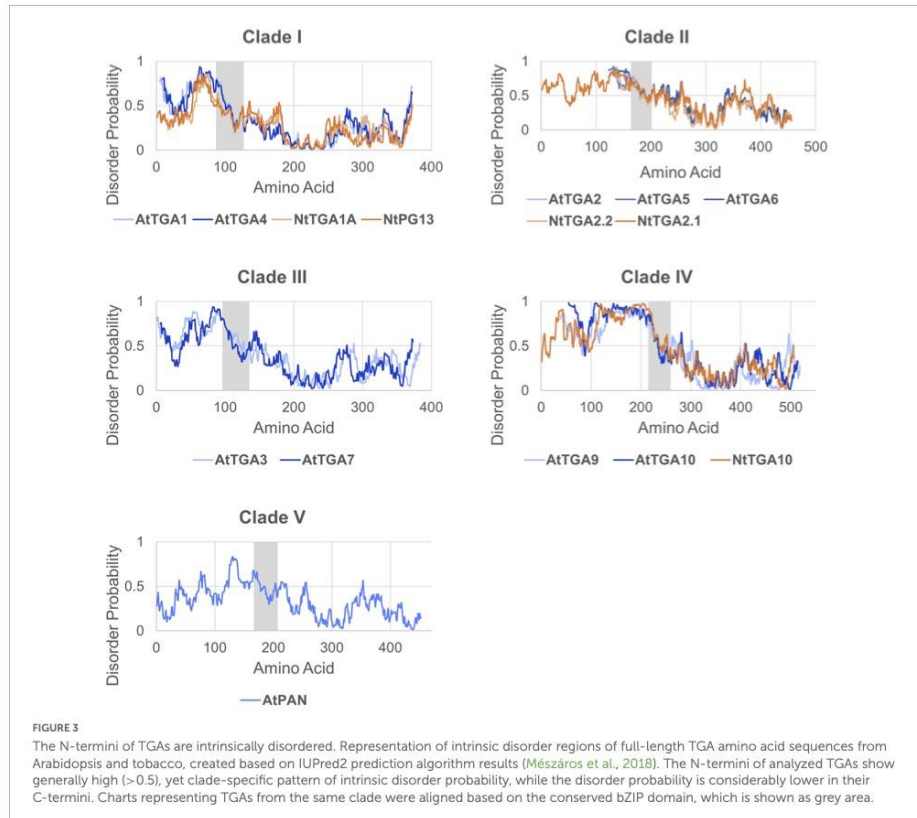 Clade I
Disorder Probability
1
0.5
0
0 100 200 300 400
Amino Acid
AtTGA1 AtTGA4 NtTGA1A NtPG13
Clade II
Disorder Probability
1
0.5
0
0 100 200 300 400 500
Amino Acid
AtTGA2 AtTGA5 AtTGA6
NtTGA2.2 NtTGA2.1
Clade III
Disorder Probability
1
0.5
0
0 100 200 300 400
Amino Acid
AtTGA3 AtTGA7
Clade IV
Disorder Probability
1
0.5
0
0 100 200 300 400 500
Amino Acid
AtTGA9 AtTGA10 NtTGA10
Clade V
Disorder Probability
1
0.5
0
0 100 200 300 400
Amino Acid
AtPAN
FIGURE 3
The N-termini of TGAs are intrinsically disordered. Representation of intrinsic disorder regions of full-length TGA amino acid sequences from
Arabidopsis and tobacco, created based on IUPred2 prediction algorithm results (Mészáros et al., 2018). The N-termini of analyzed TGAs show
generally high (>0.5), yet clade-specific pattern of intrinsic disorder probability, while the disorder probability is considerably lower in their
C-termini. Charts representing TGAs from the same clade were aligned based on the conserved bZIP domain, which is shown as grey area.